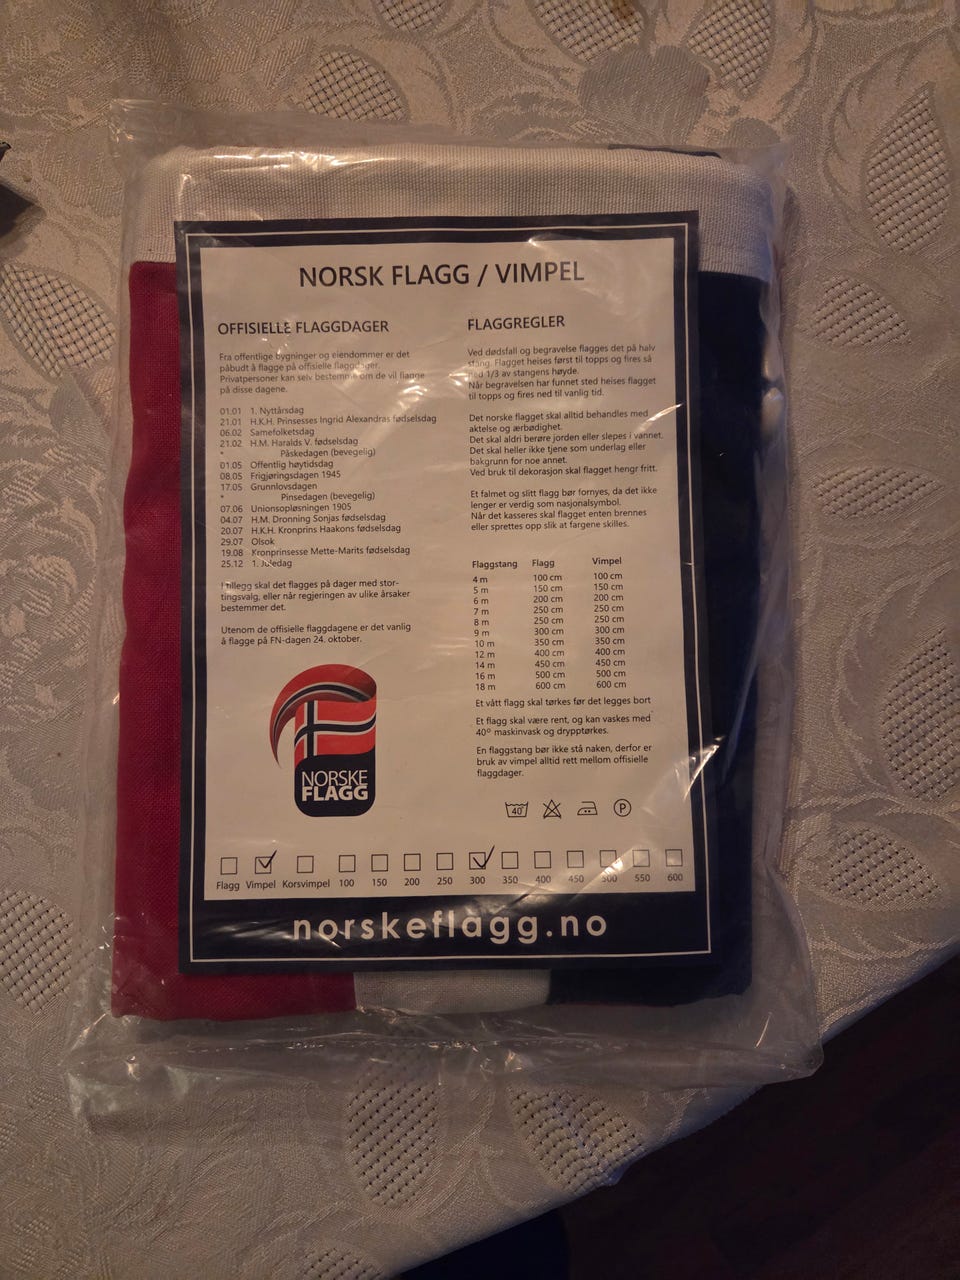 NORSK FLAGG / VIMPEL
OFFISIELLE FLAGGDAGER
Fra offentlige bygninger og eiendommer er det
påbudt å flagge på offisielle flaggdager.
Privatpersoner kan selv bestemme om de vil flagge
på disse dagene.
01.01 1. Nyttårsdag
21.01 H.K.H. Prinsesses Ingrid Alexandras fødselsdag
06.02 Samefolketsdag
21.02 H.M. Haralds V. fødselsdag
* Påskedagen (bevegelig)
01.05 Offentlig høytidsdag
08.05 Frigjøringsdagen 1945
17.05 Grunnlovsdagen
* Pinsedagen (bevegelig)
07.06 Unionsopløsningen 1905
04.07 H.M. Dronning Sonjas fødselsdag
20.07 H.K.H. Kronprins Haakons fødselsdag
29.07 Olsok
19.08 Kronprinsesse Mette-Marits fødselsdag
25.12 1. Juledag
I tillegg skal det flagges på dager med stor-
tingsvalg, eller når regjeringen av ulike årsaker
bestemmer det.
Utenom de offisielle flaggdagene er det vanlig
å flagge på FN-dagen 24. oktober.
NORSKE
FLAGG
FLAGGREGLER
Ved dødsfall og begravelse flagges det på halv
stang. Flagget heises først til topps og fires så
ned 1/3 av stangens høyde.
Når begravelsen har funnet sted heises flagget
til topps og fires ned til vanlig tid.
Det norske flagget skal alltid behandles med
aktelse og ærbødighet.
Det skal aldri berøre jorden eller slepes i vannet.
Det skal heller ikke tjene som underlag eller
bakgrunn for noe annet.
Ved bruk til dekorasjon skal flagget hengr fritt.
Et falmet og slitt flagg bør fornyes, da det ikke
lenger er verdig som nasjonalsymbol.
Når det kasseres skal flagget enten brennes
eller sprettes opp slik at fargene skilles.
Flaggstang Flagg Vimpel
4 m 100 cm 100 cm
5 m 150 cm 150 cm
6 m 200 cm 200 cm
7 m 250 cm 250 cm
8 m 250 cm 250 cm
9 m 300 cm 300 cm
10 m 350 cm 350 cm
12 m 400 cm 400 cm
14 m 450 cm 450 cm
16 m 500 cm 500 cm
18 m 600 cm 600 cm
Et vått flagg skal tørkes før det legges bort
Et flagg skal være rent, og kan vaskes med
40° maskinvask og drypptørkes.
En flaggstang bør ikke stå naken, derfor er
bruk av vimpel alltid rett mellom offisielle
flaggdager.
40° P
Flagg Vimpel Korsvimpel 100 150 200 250 300 350 400 450 500 550 600
norskeflagg.no